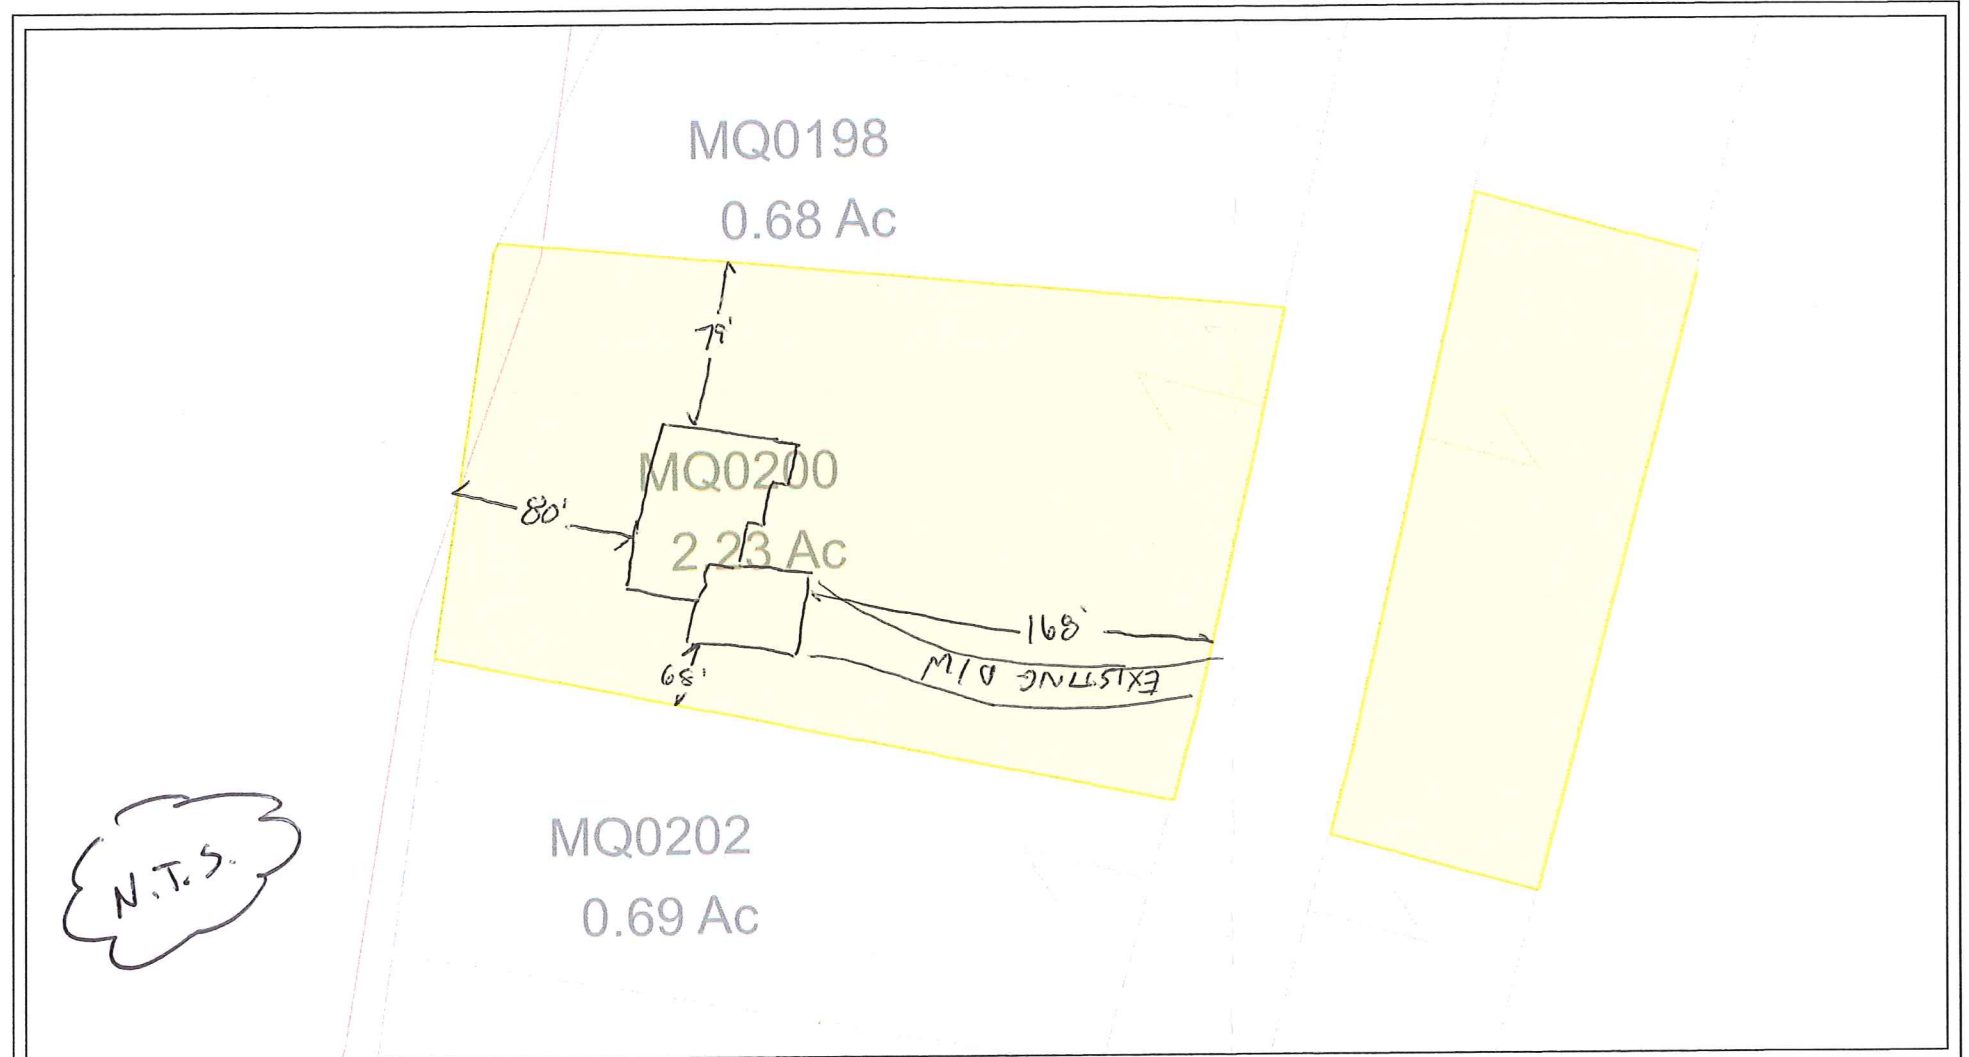 MQ0198
0.68 Ac
79'
MQ0200
80'
2.23 Ac
168'
68'
EXISTING D/W
MQ0202
N.T.S.
0.69 Ac